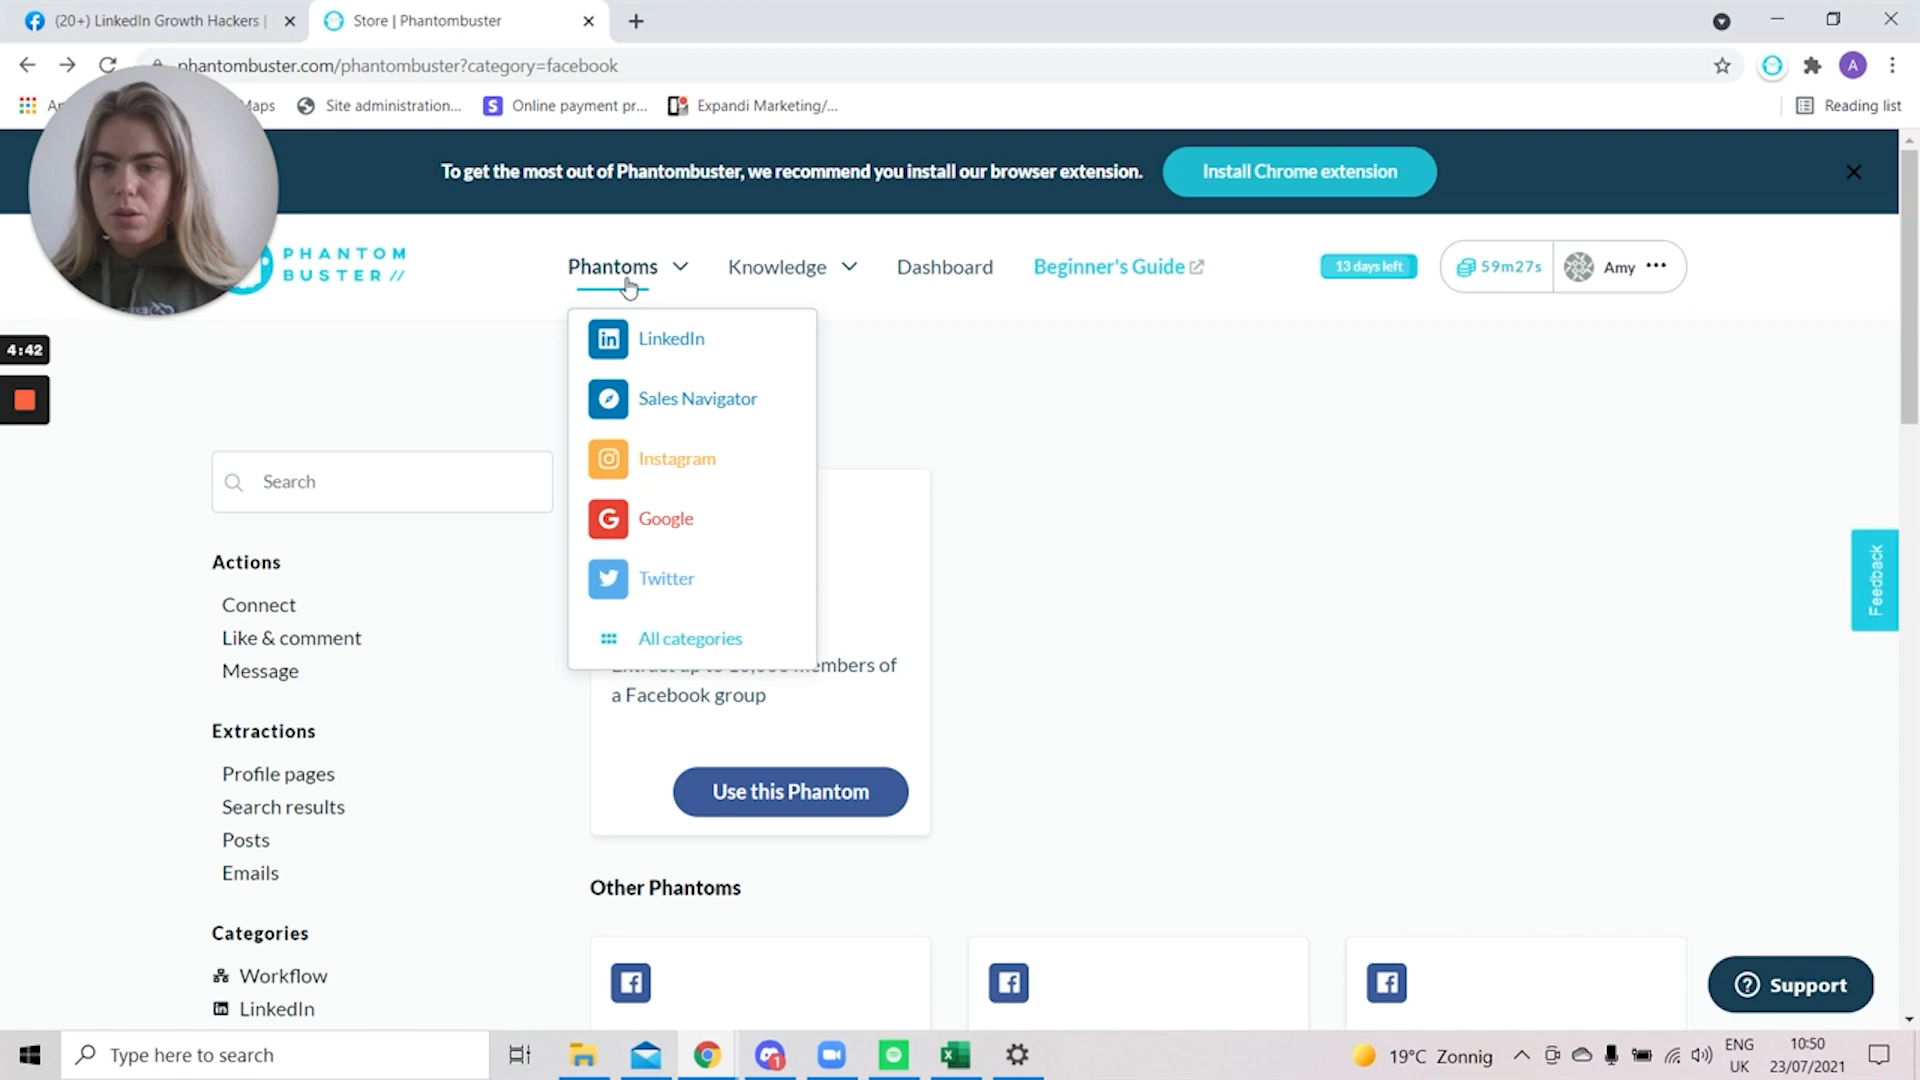 (20+) LinkedIn Growth Hackers |
Store | Phantombuster
phantombuster.com/phantombuster?category=facebook
Maps
Site administration...
Online payment pr...
Expandi Marketing/...
Reading list
A
To get the most out of Phantombuster, we recommend you install our browser extension.
Install Chrome extension
PHANTOM
BUSTER //
Phantoms
Knowledge
Dashboard
Beginner's Guide
13 days left
59m27s
Amy
LinkedIn
4:42
Sales Navigator
Instagram
Search
Google
Actions
Twitter
Feedback
Connect
Like & comment
All categories
Message
members of
a Facebook group
Extractions
Profile pages
Use this Phantom
Search results
Posts
Emails
Other Phantoms
Categories
Workflow
LinkedIn
Support
Type here to search
1
19°C Zonnig
ENG
UK
10:50
23/07/2021